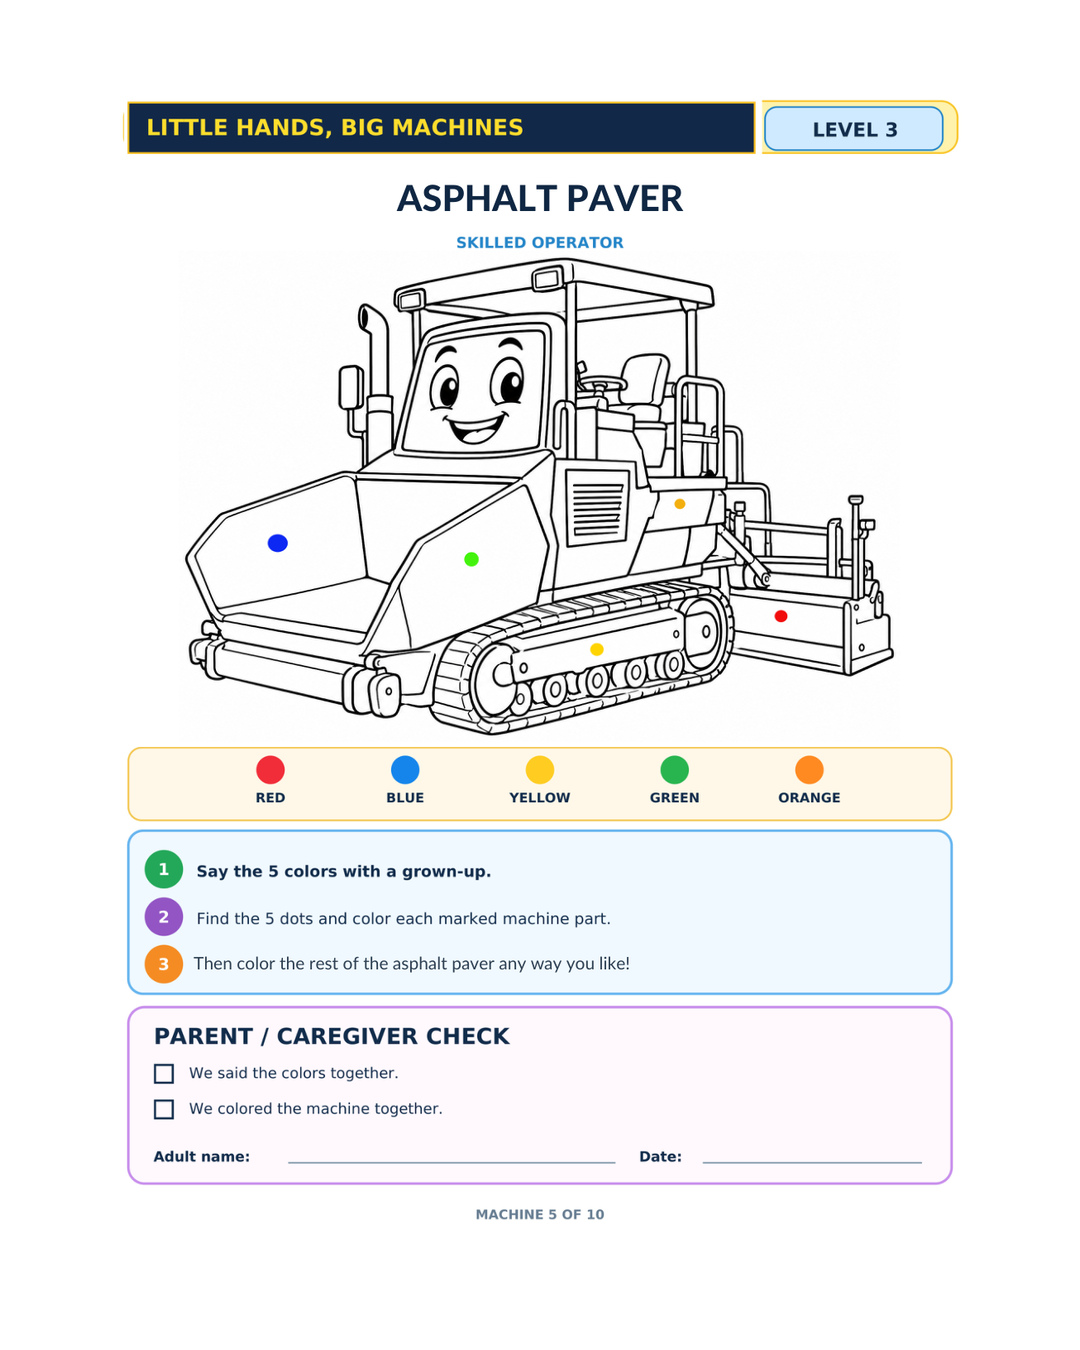 LITTLE HANDS, BIG MACHINES
LEVEL 3
ASPHALT PAVER
SKILLED OPERATOR
RED BLUE YELLOW GREEN ORANGE
1 Say the 5 colors with a grown-up.
2 Find the 5 dots and color each marked machine part.
3 Then color the rest of the asphalt paver any way you like!
PARENT / CAREGIVER CHECK
We said the colors together.
We colored the machine together.
Adult name: Date:
MACHINE 5 OF 10